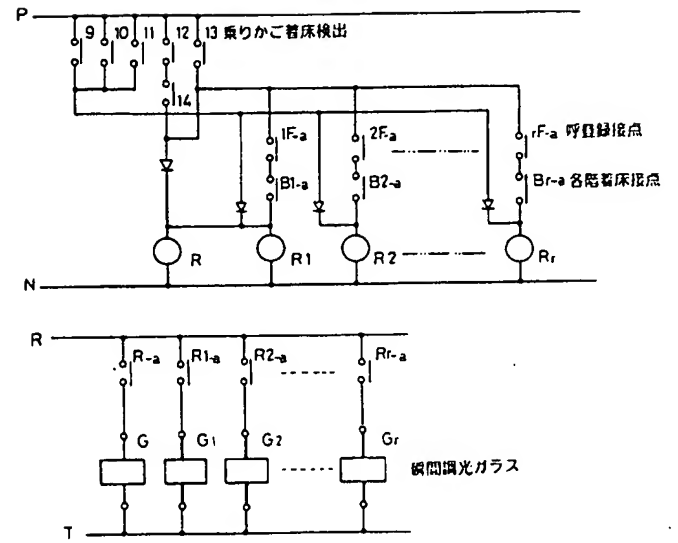 P
9 10 11 12 13 乗りかご着床検出
14
1F-a 2F-a rF-a 呼登録接点
B1-a B2-a Br-a 各階着床接点
R R1 R2 Rr
N
R
R-a R1-a R2-a Rr-a
G G1 G2 Gr
瞬間調光ガラス
T